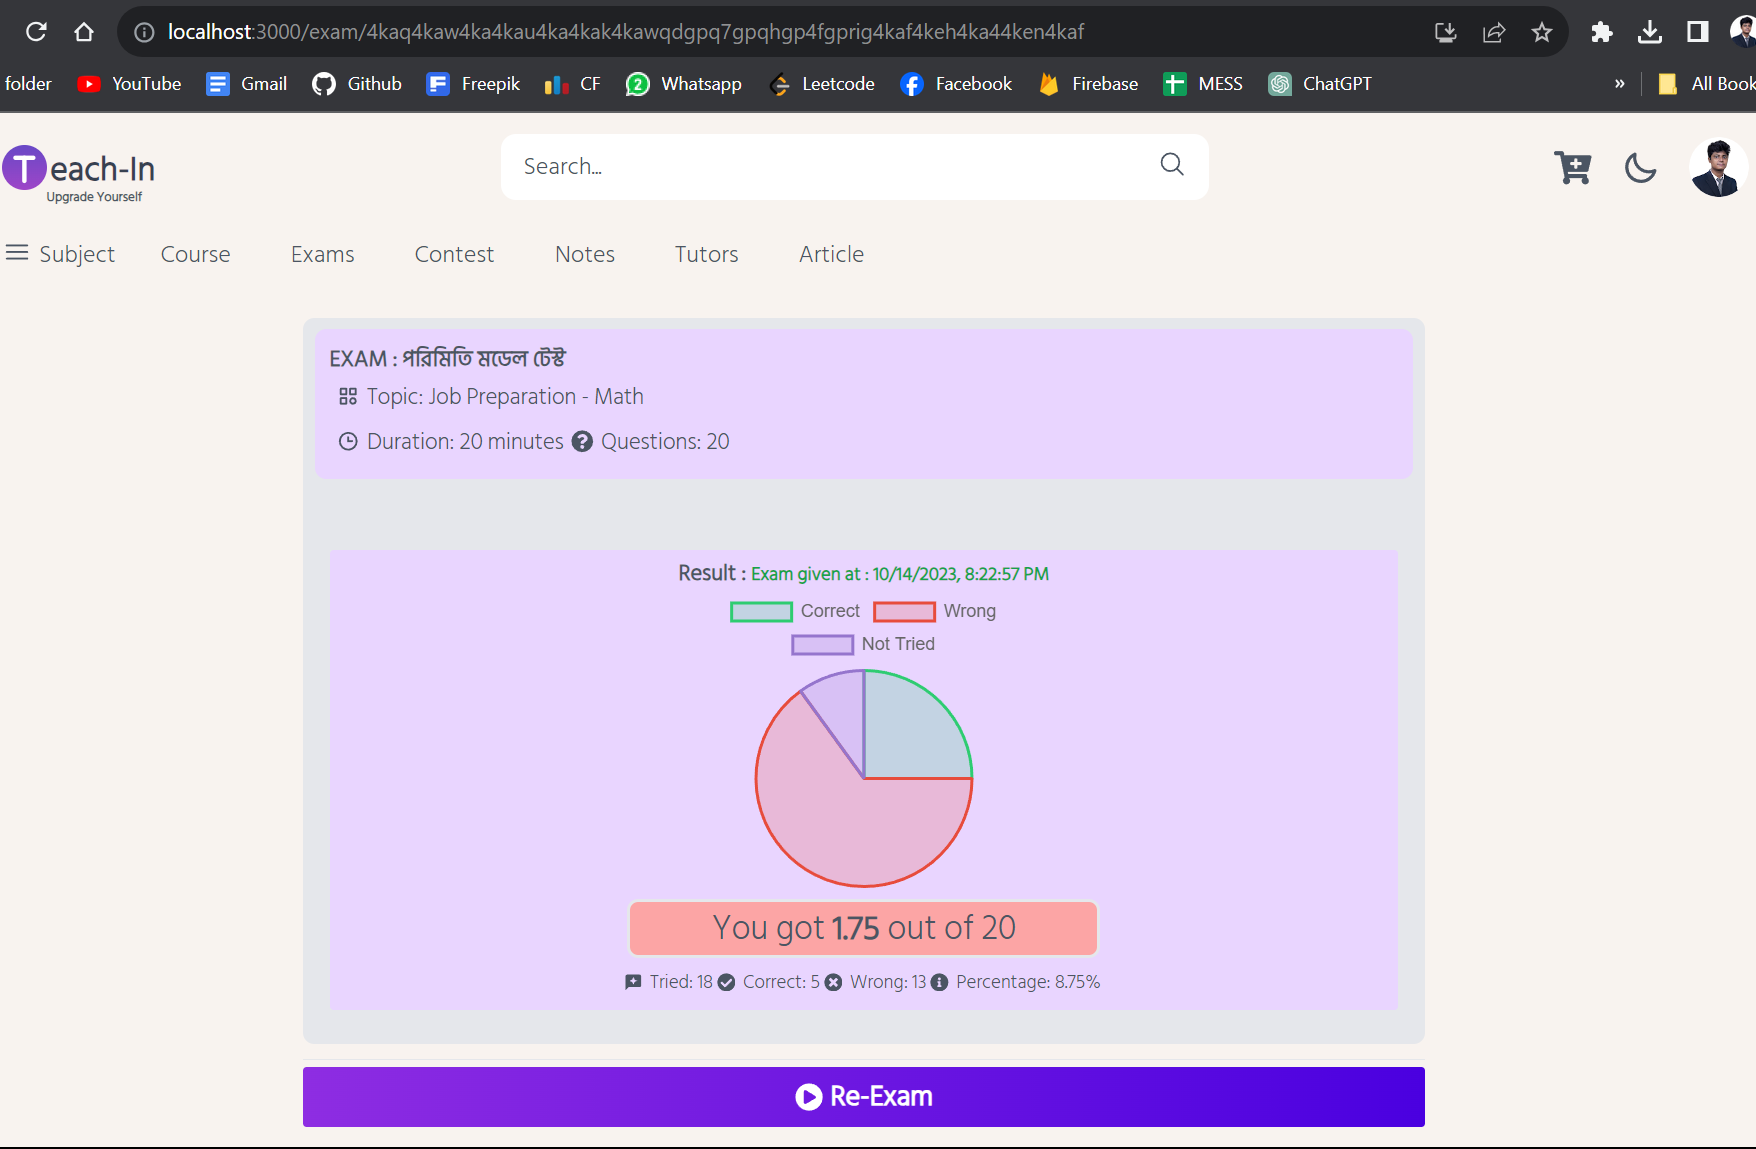 localhost:3000/exam/4kaq4kaw4ka4kau4ka4kak4kawqdgpq7gpqhgp4fgprig4kaf4keh4ka44ken4kaf
folder YouTube Gmail Github Freepik CF 2 Whatsapp Leetcode Facebook Firebase MESS ChatGPT » All Book
Teach-In
Upgrade Yourself
Search...
Subject Course Exams Contest Notes Tutors Article
EXAM : পরিমিতি মডেল টেস্ট
Topic: Job Preparation - Math
Duration: 20 minutes Questions: 20
Result : Exam given at : 10/14/2023, 8:22:57 PM
Correct Wrong
Not Tried
You got 1.75 out of 20
Tried: 18 Correct: 5 Wrong: 13 Percentage: 8.75%
Re-Exam